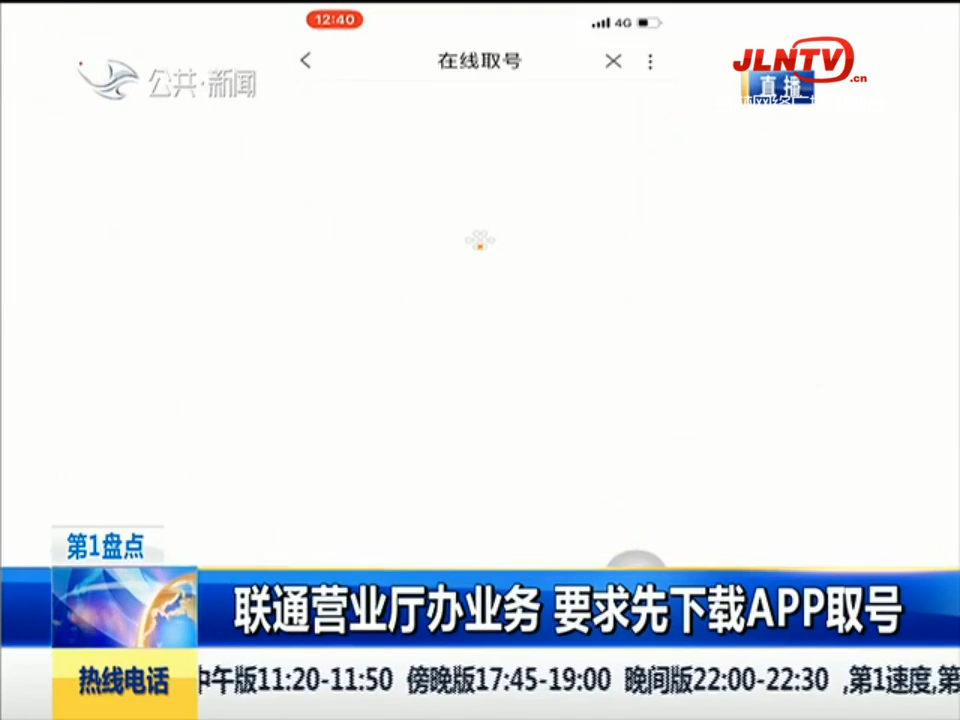 12:40
4G
在线取号
公共·新闻
JLNTV
.cn
直播
第1盘点
联通营业厅办业务 要求先下载APP取号
热线电话
中午版11:20-11:50 傍晚版17:45-19:00 晚间版22:00-22:30 ,第1速度,第